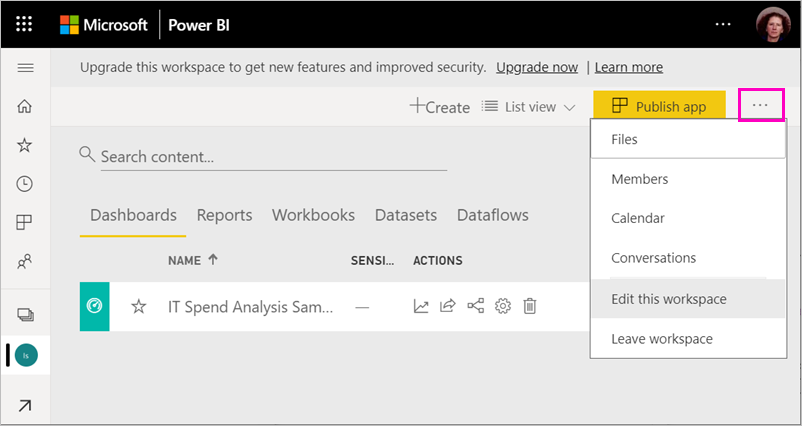 Microsoft Power BI ...
Upgrade this workspace to get new features and improved security. Upgrade now | Learn more
+Create List view Publish app ...
Search content...
Dashboards Reports Workbooks Datasets Dataflows
NAME ↑ SENSI... ACTIONS
IT Spend Analysis Sam... —
Is
Files
Members
Calendar
Conversations
Edit this workspace
Leave workspace